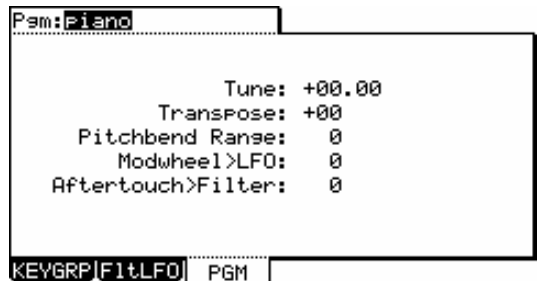 Pgm:piano
Tune: +00.00
Transpose: +00
Pitchbend Range: 0
Modwheel>LFO: 0
Aftertouch>Filter: 0
KEYGRP FltLFO PGM